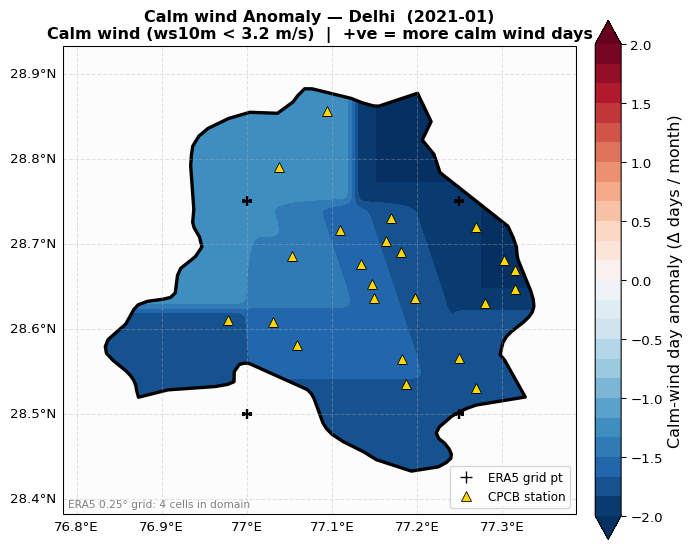 Calm wind Anomaly — Delhi  (2021-01)
Calm wind (ws10m < 3.2 m/s)  |  +ve = more calm wind days
28.9°N
28.8°N
28.7°N
28.6°N
28.5°N
28.4°N
76.8°E
76.9°E
77°E
77.1°E
77.2°E
77.3°E
ERA5 grid pt
CPCB station
ERA5 0.25° grid: 4 cells in domain
2.0
1.5
1.0
0.5
0.0
−0.5
−1.0
−1.5
−2.0
Calm-wind day anomaly (Δ days / month)